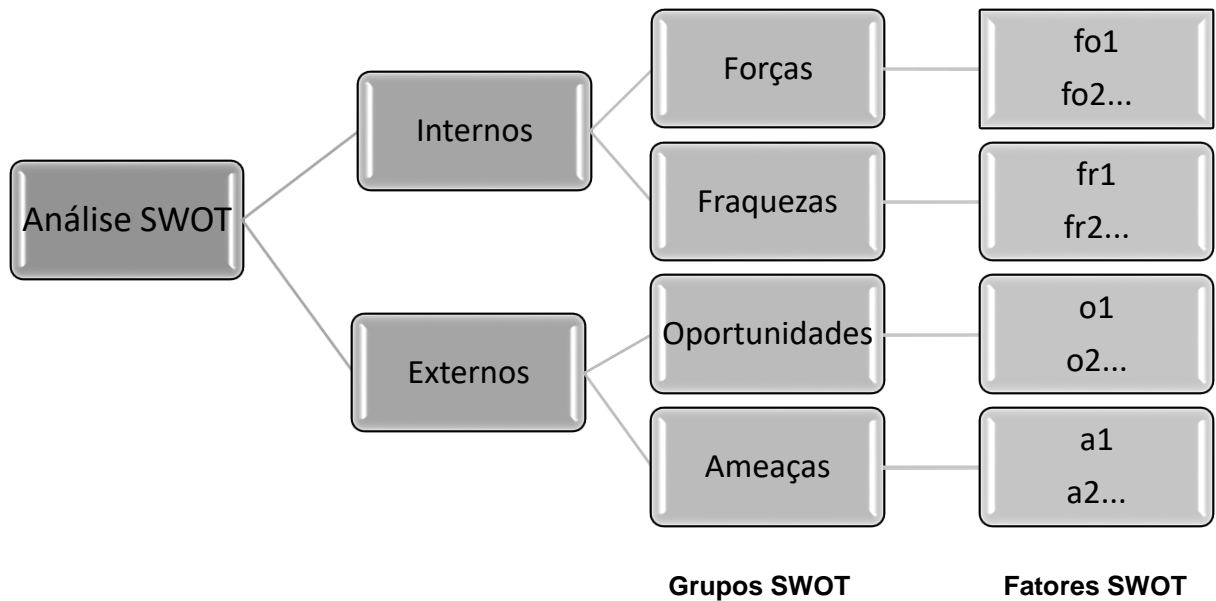 Análise SWOT
Internos
Externos
Forças
Fraquezas
Oportunidades
Ameaças
fo1
fo2...
fr1
fr2...
o1
o2...
a1
a2...
Grupos SWOT
Fatores SWOT